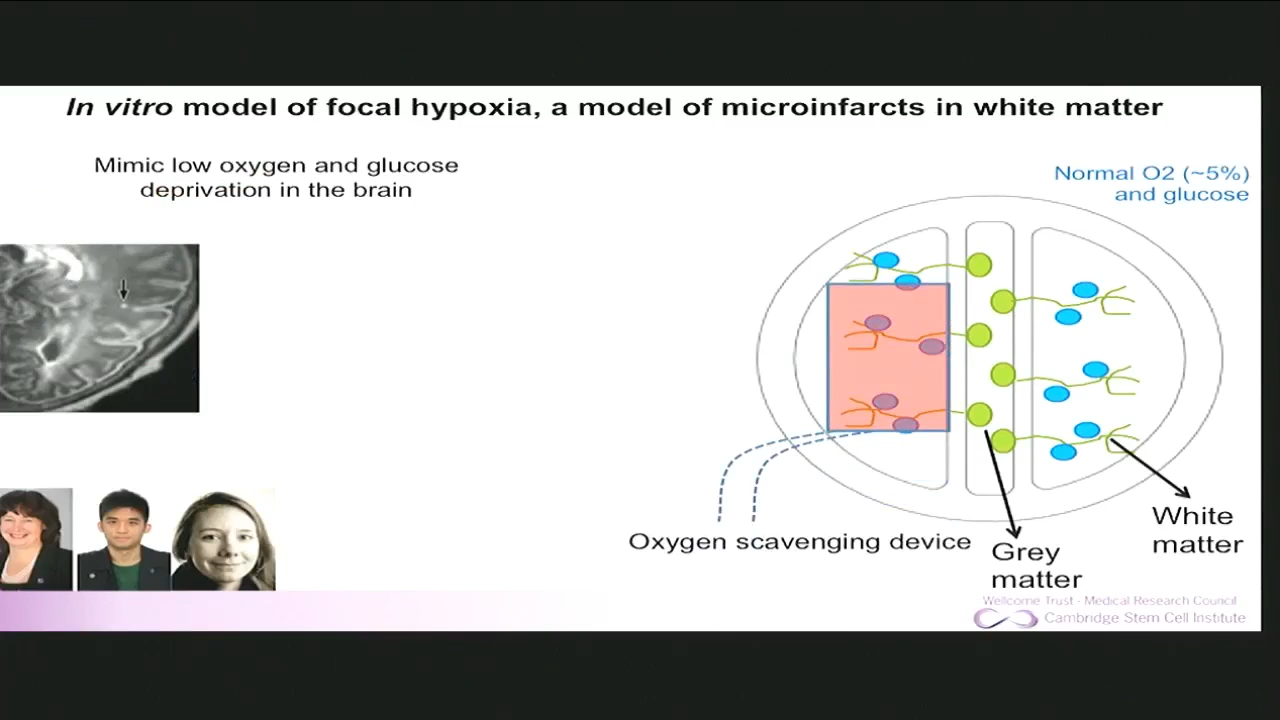 In vitro model of focal hypoxia, a model of microinfarcts in white matter
Mimic low oxygen and glucose
deprivation in the brain
Normal O2 (~5%)
and glucose
Oxygen scavenging device
Grey
matter
White
matter
Wellcome Trust - Medical Research Council
Cambridge Stem Cell Institute